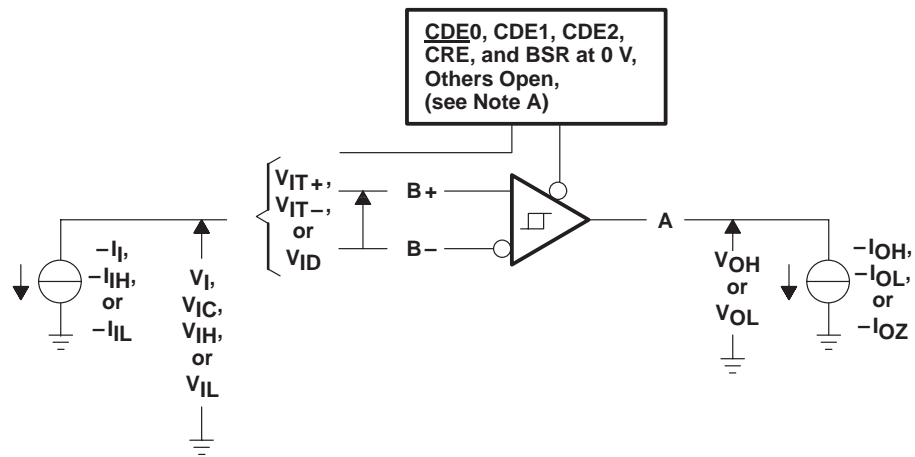 CDE0, CDE1, CDE2,
CRE, and BSR at 0 V,
Others Open,
(see Note A)
VIT+,
VIT−,
or
VID
B+
B−
A
−II,
−IIH,
or
−IIL
VI,
VIC,
VIH,
or
VIL
VOH
or
VOL
−IOH,
−IOL,
or
−IOZ